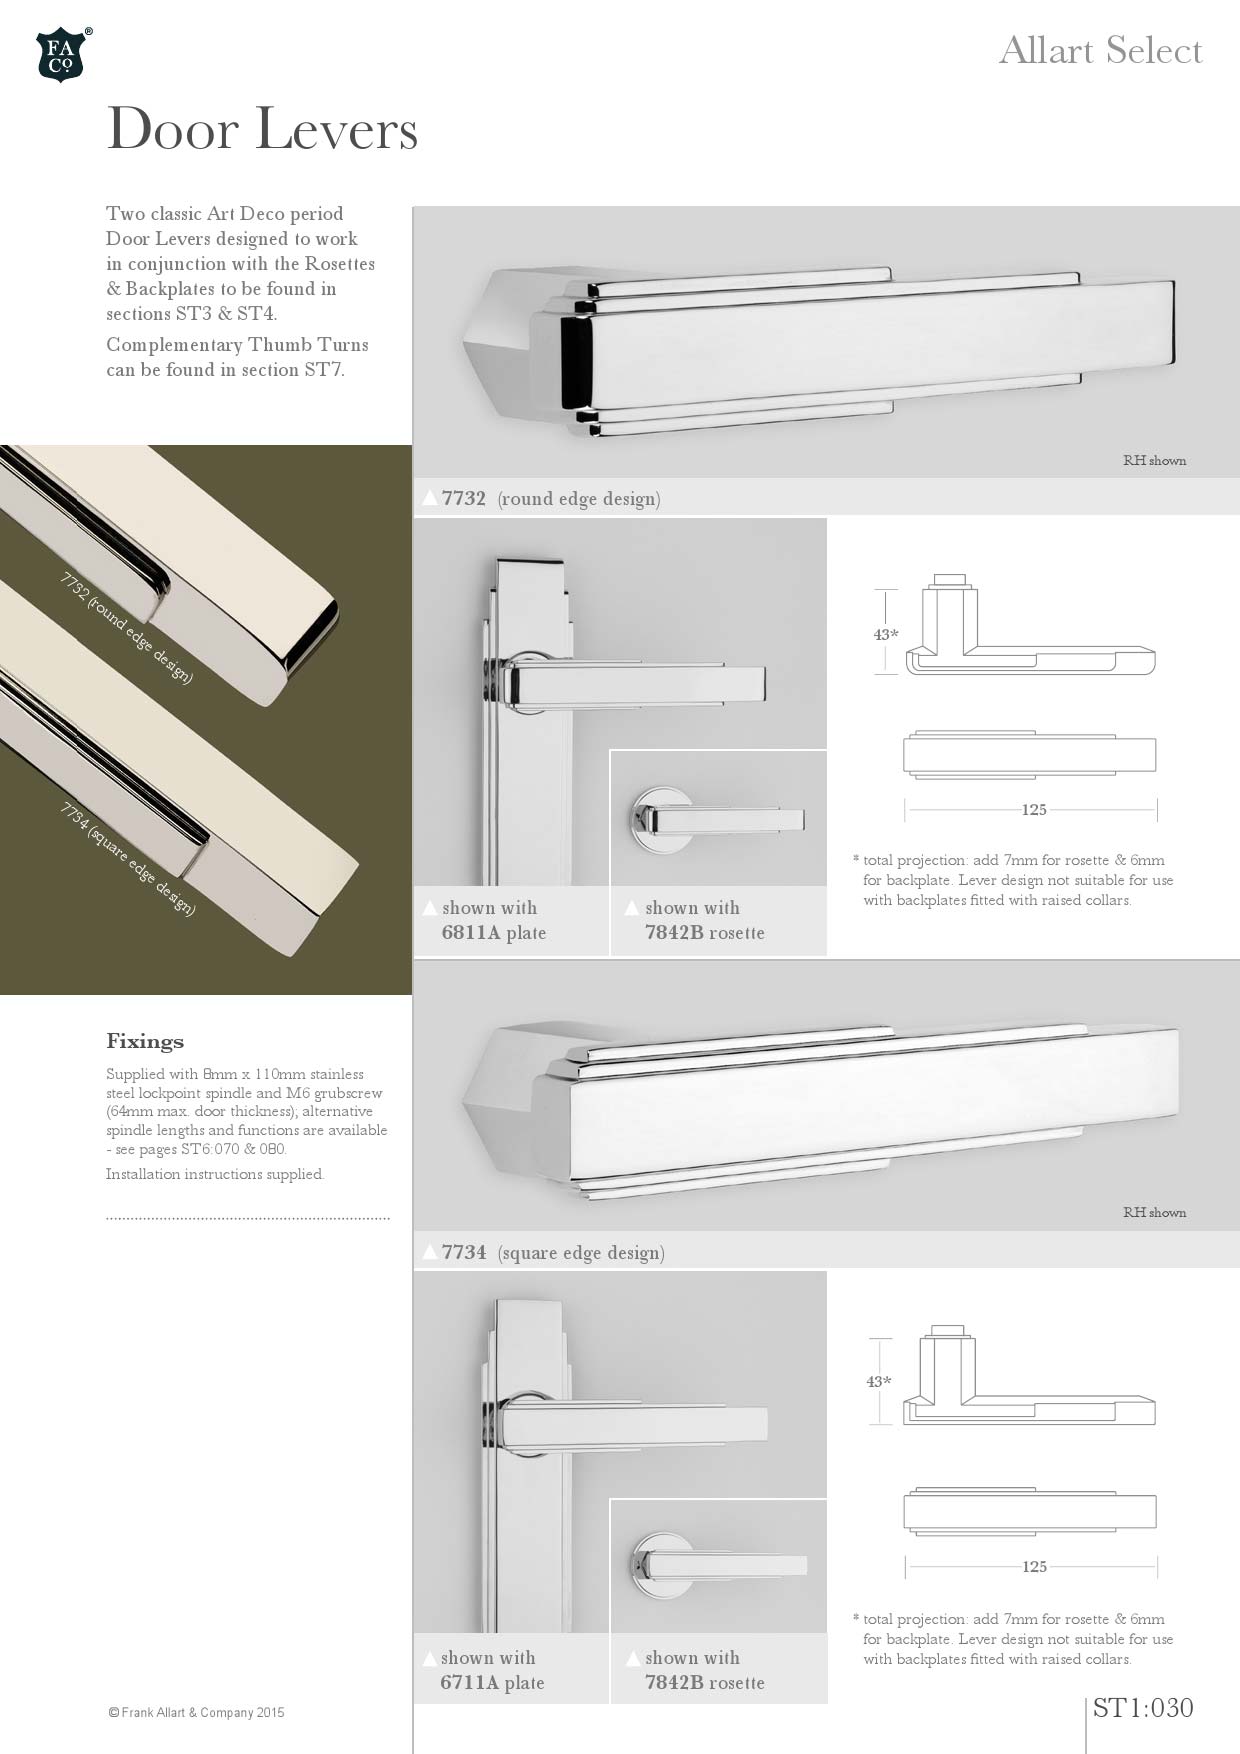 FA
Co.
®
Allart Select
Door Levers
Two classic Art Deco period
Door Levers designed to work
in conjunction with the Rosettes
& Backplates to be found in
sections ST3 & ST4.
Complementary Thumb Turns
can be found in section ST7.
7732 (round edge design)
7734 (square edge design)
Fixings
Supplied with 8mm x 110mm stainless
steel lockpoint spindle and M6 grubscrew
(64mm max. door thickness); alternative
spindle lengths and functions are available
- see pages ST6:070 & 080.
Installation instructions supplied.
RH shown
7732 (round edge design)
43*
125
* total projection: add 7mm for rosette & 6mm
for backplate. Lever design not suitable for use
with backplates fitted with raised collars.
shown with
6811A plate
shown with
7842B rosette
RH shown
7734 (square edge design)
43*
125
* total projection: add 7mm for rosette & 6mm
for backplate. Lever design not suitable for use
with backplates fitted with raised collars.
shown with
6711A plate
shown with
7842B rosette
© Frank Allart & Company 2015
ST1:030